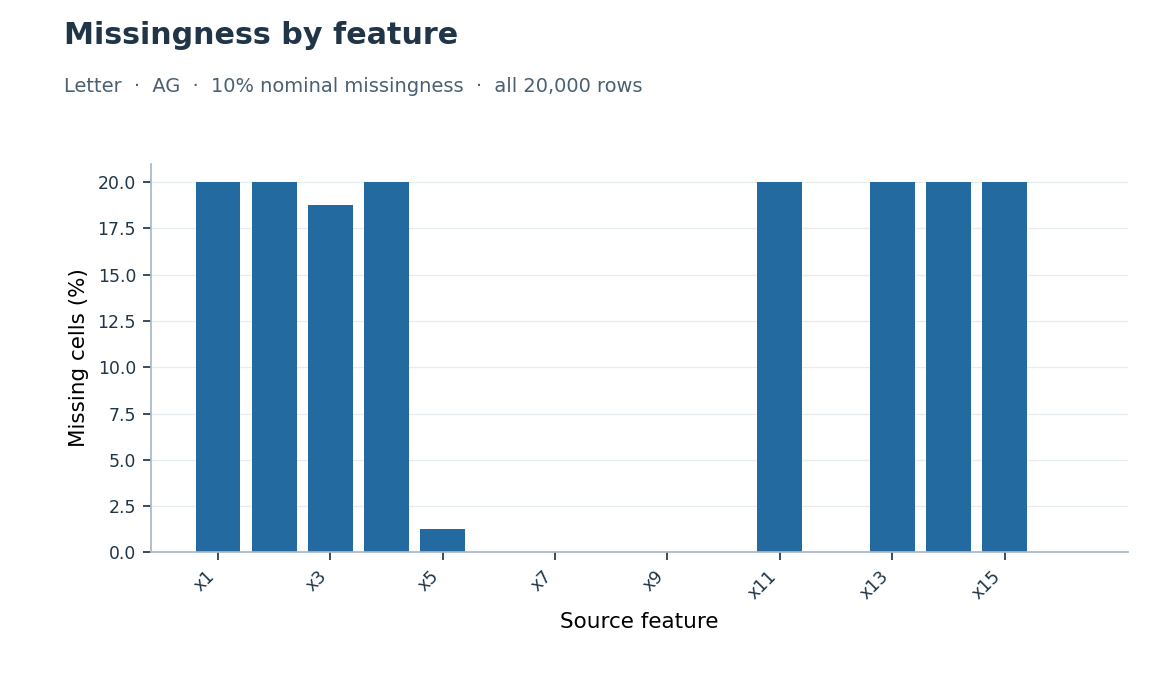 Missingness by feature
Letter · AG · 10% nominal missingness · all 20,000 rows
20.0
17.5
15.0
12.5
10.0
7.5
5.0
2.5
0.0
Missing cells (%)
x1 x3 x5 x7 x9 x11 x13 x15
Source feature